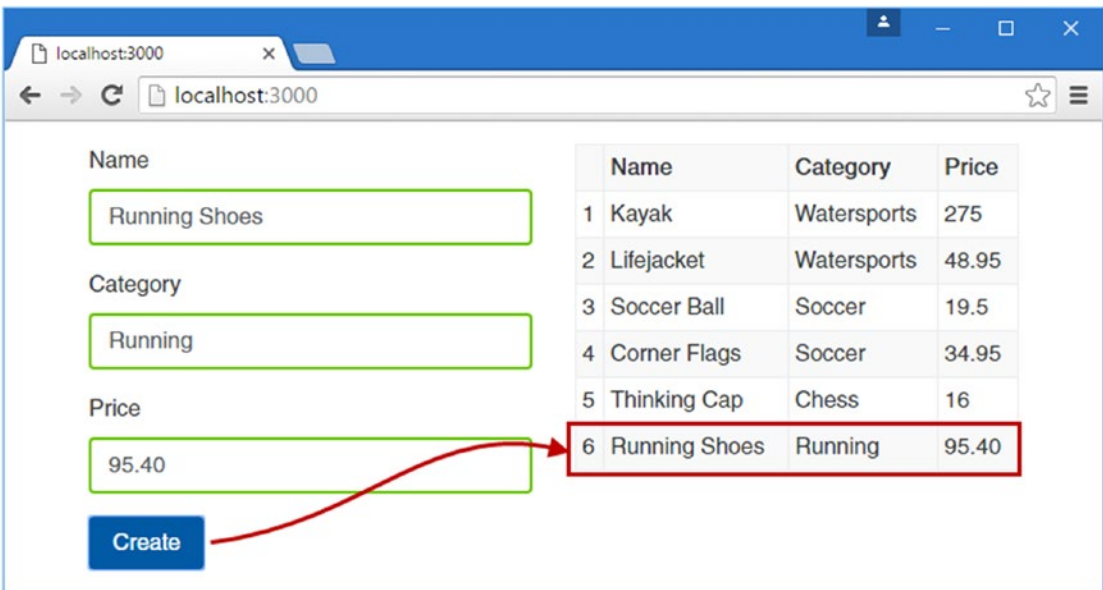 localhost:3000
localhost:3000
Name
Running Shoes
Category
Running
Price
95.40
Create
Name Category Price
1 Kayak Watersports 275
2 Lifejacket Watersports 48.95
3 Soccer Ball Soccer 19.5
4 Corner Flags Soccer 34.95
5 Thinking Cap Chess 16
6 Running Shoes Running 95.40